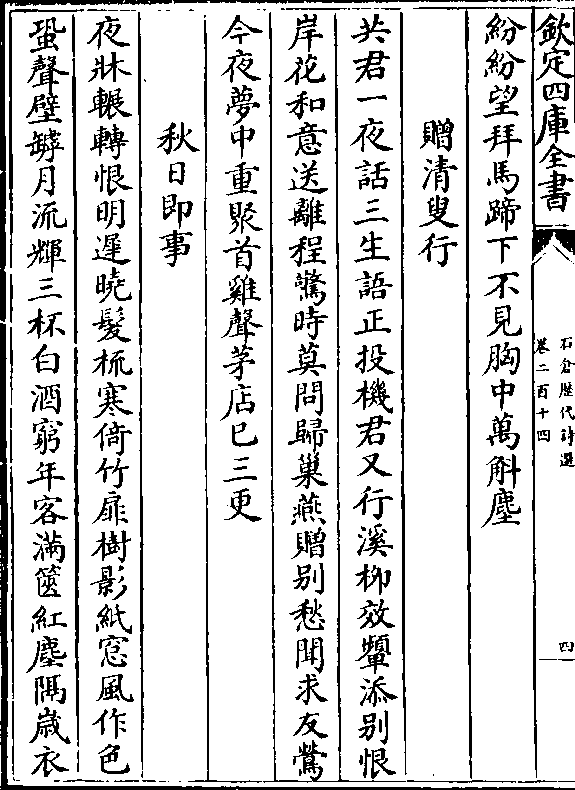 欽定四庫全書
石倉歷代詩選
卷二百十四
四
紛紛望拜馬蹄下不見胸中萬斛塵
贈清叟行
共君一夜話三生語正投機君又行溪柳效顰添別恨
岸花和意送離程驚時莫問歸巢燕贈别愁聞求友鶯
今夜夢中重聚首雞聲茅店已三更
秋日即事
夜牀輾轉恨明遲曉髮梳寒倚竹扉樹影紙窓風作色
蛩聲壁罅月流輝三杯白酒窮年客滿篋紅塵隔歳衣